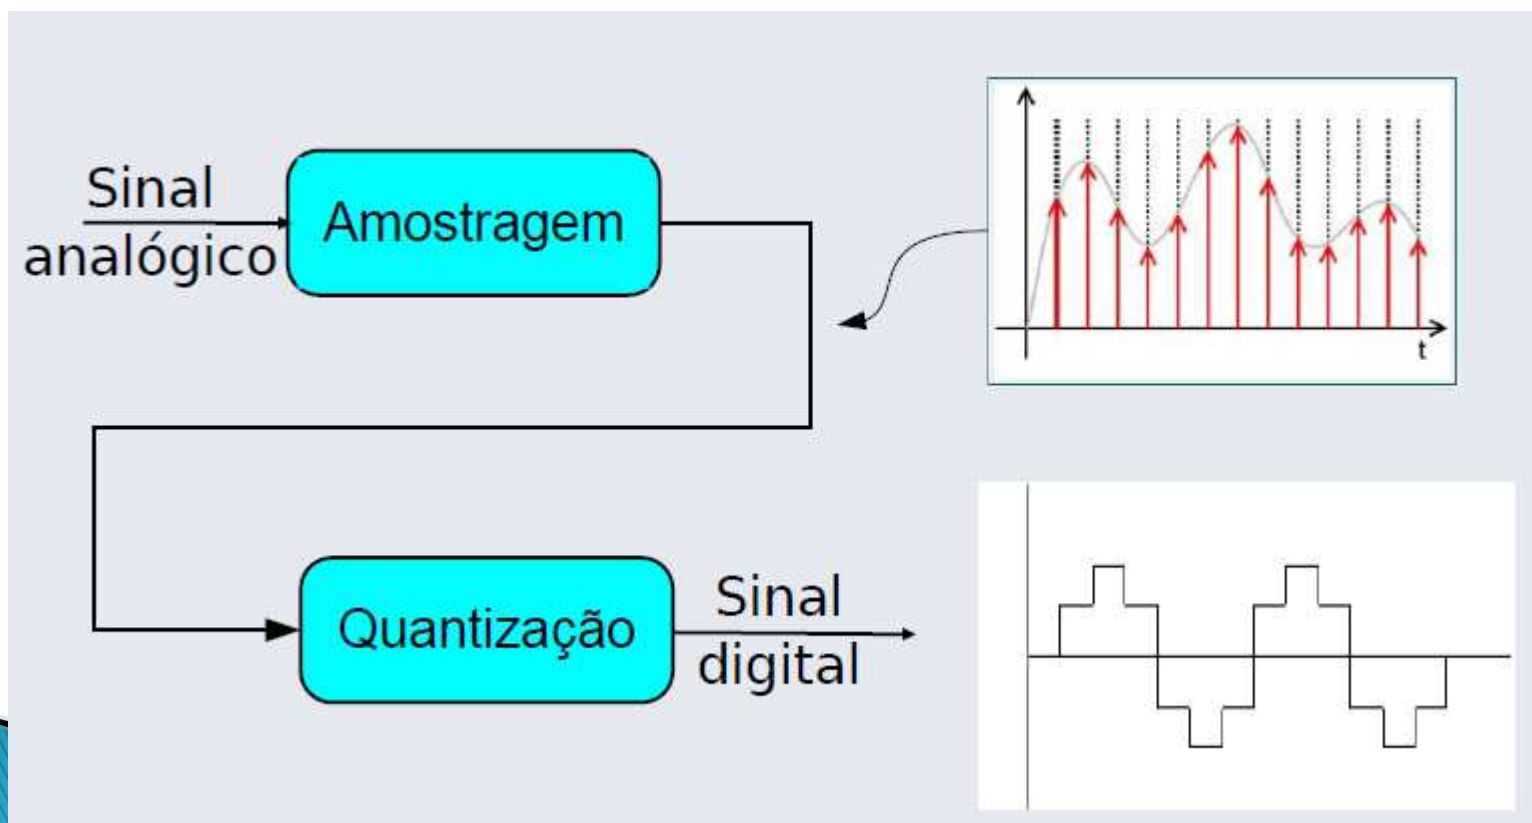 Sinal
analógico
Amostragem
t
Quantização
Sinal
digital